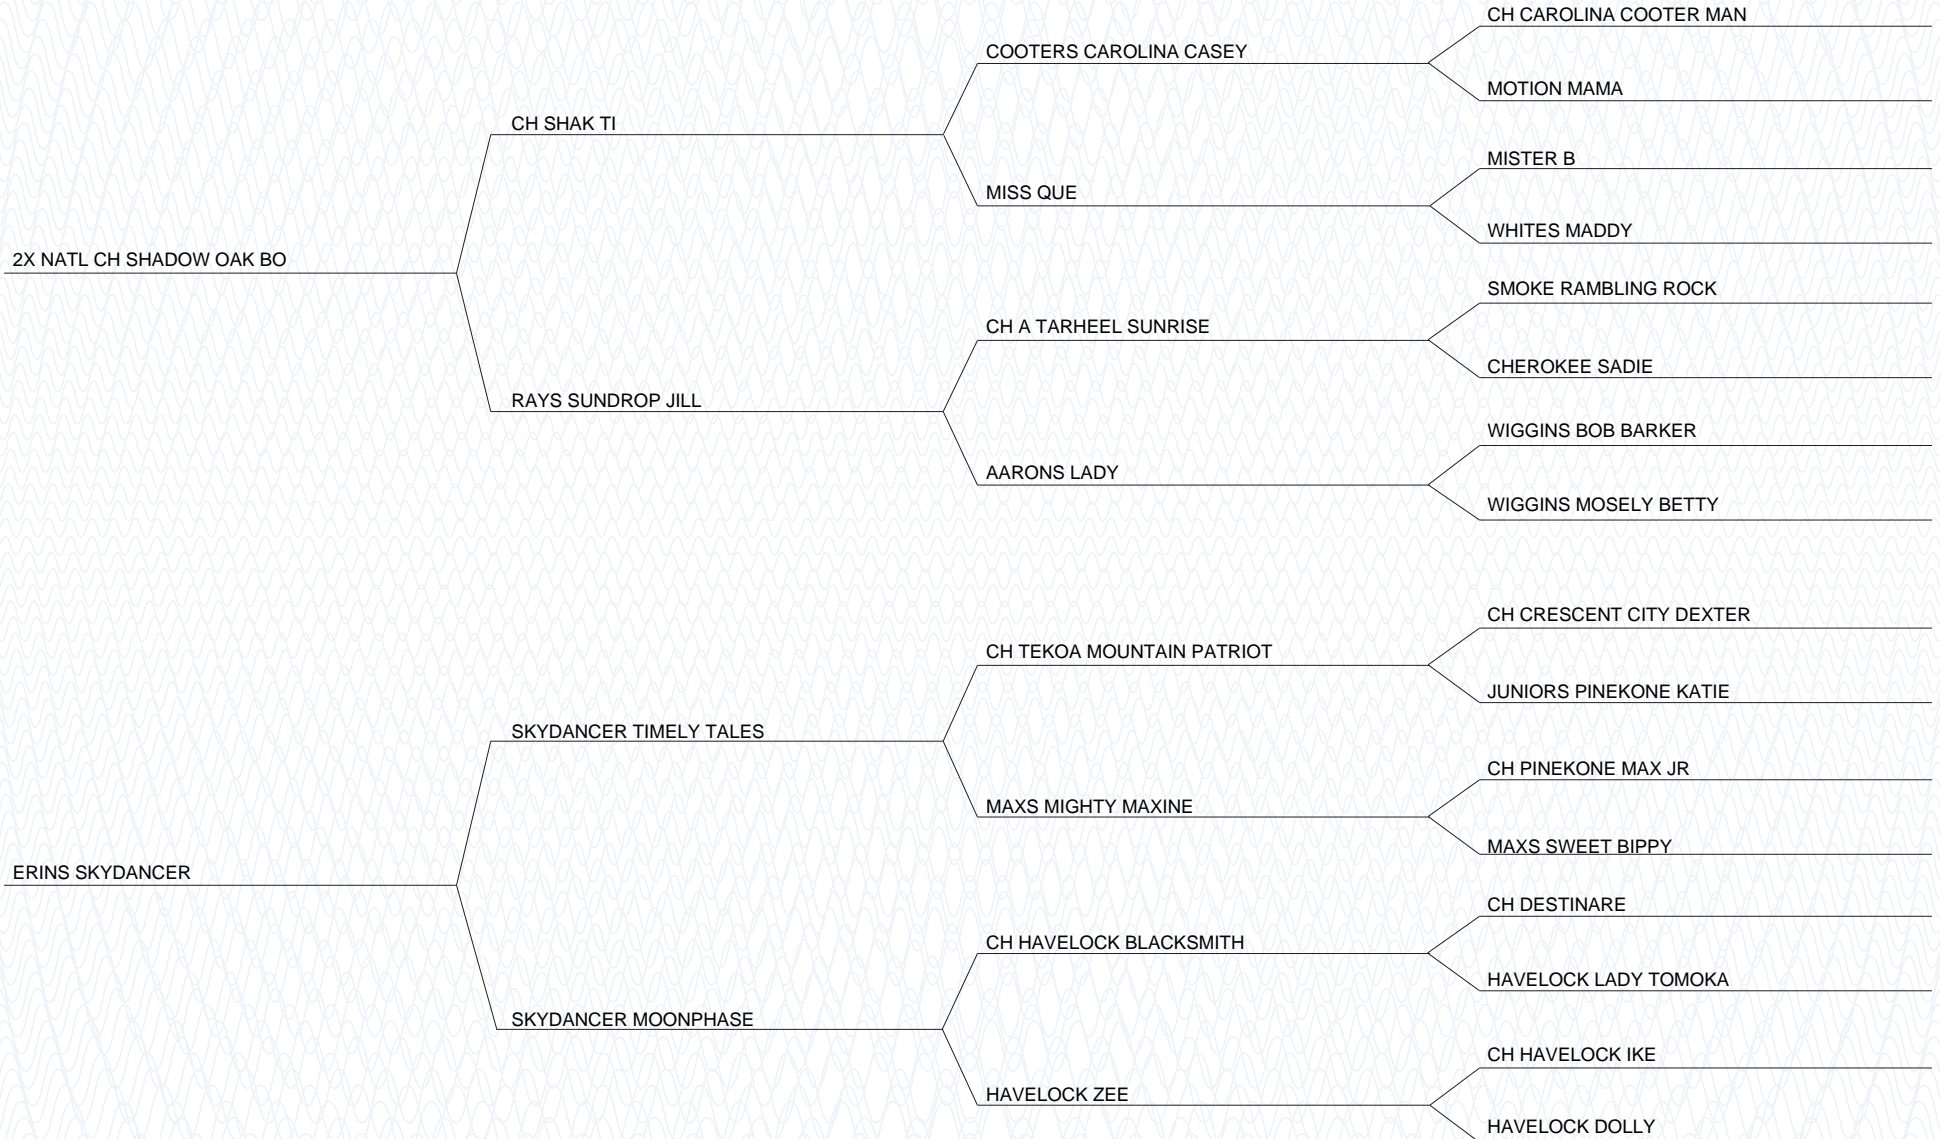 CH CAROLINA COOTER MAN
COOTERS CAROLINA CASEY
MOTION MAMA
CH SHAK TI
MISTER B
MISS QUE
WHITES MADDY
2X NATL CH SHADOW OAK BO
SMOKE RAMBLING ROCK
CH A TARHEEL SUNRISE
CHEROKEE SADIE
RAYS SUNDROP JILL
WIGGINS BOB BARKER
AARONS LADY
WIGGINS MOSELY BETTY
CH CRESCENT CITY DEXTER
CH TEKOA MOUNTAIN PATRIOT
JUNIORS PINEKONE KATIE
SKYDANCER TIMELY TALES
CH PINEKONE MAX JR
MAXS MIGHTY MAXINE
MAXS SWEET BIPPY
ERINS SKYDANCER
CH DESTINARE
CH HAVELOCK BLACKSMITH
HAVELOCK LADY TOMOKA
SKYDANCER MOONPHASE
CH HAVELOCK IKE
HAVELOCK ZEE
HAVELOCK DOLLY